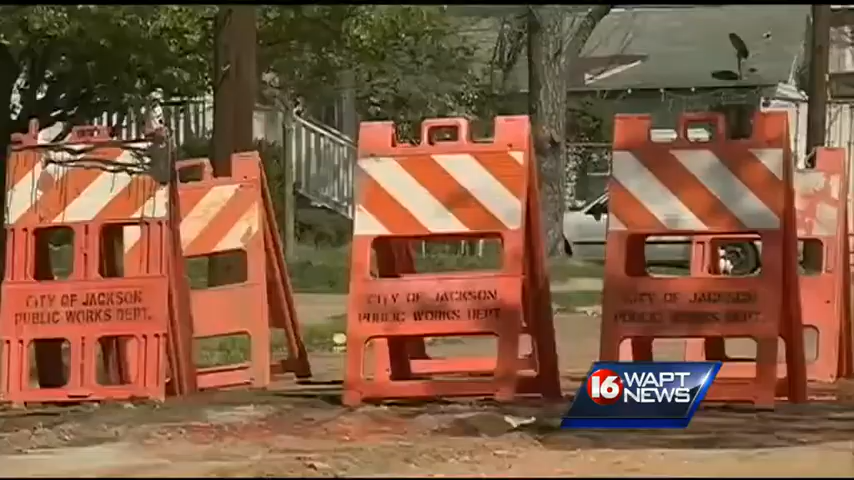 CITY OF JACKSON
PUBLIC WORKS DEPT.
CITY OF JACKSON
PUBLIC WORKS DEPT.
CITY OF JACKSON
PUBLIC WORKS DEPT.
16 WAPT
NEWS